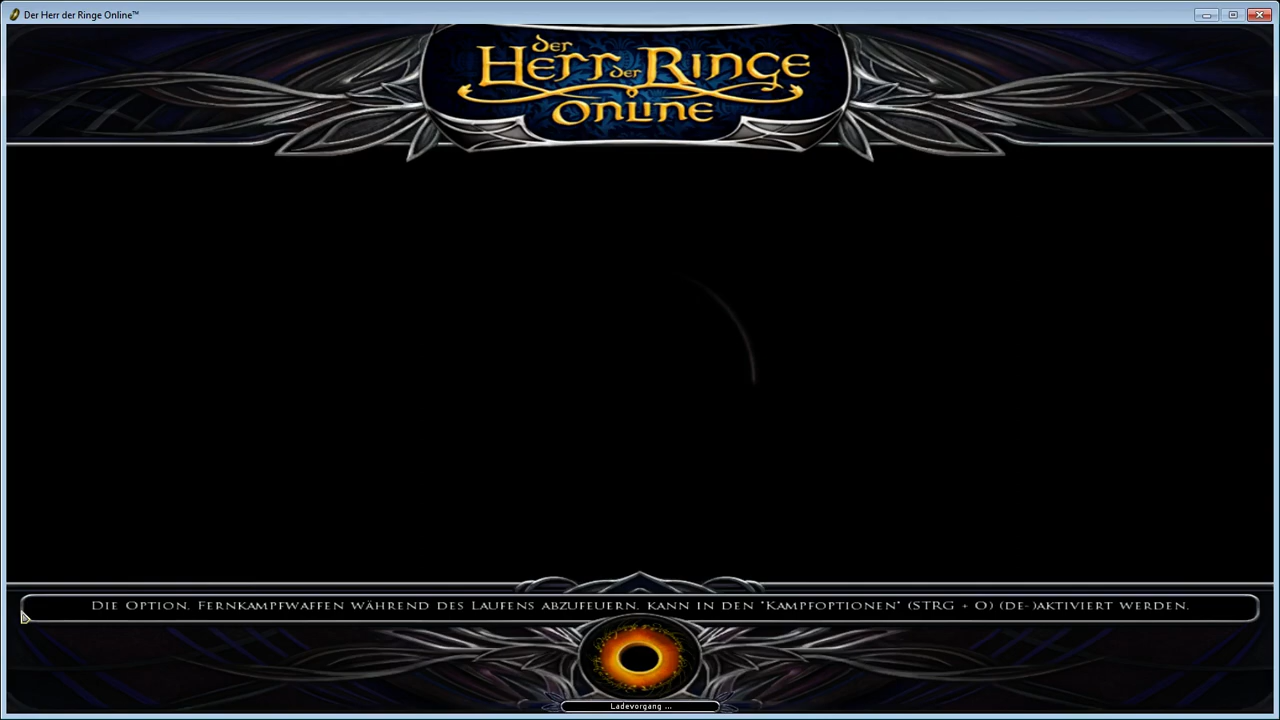 Der Herr der Ringe Online™
der
Herr der Ringe
Online
Die Option, Fernkampfwaffen während des Laufens abzufeuern, kann in den "Kampfoptionen" (STRG + O) (de-)aktiviert werden.
Ladevorgang ...